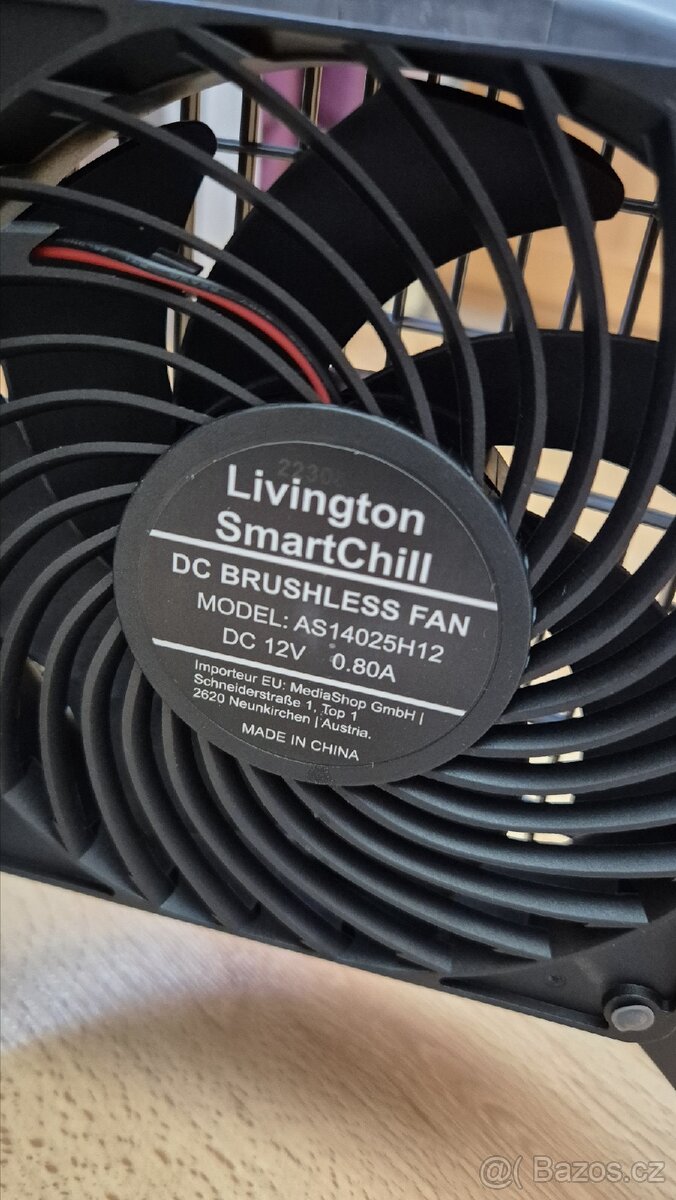 Livington
SmartChill
DC BRUSHLESS FAN
MODEL: AS14025H12
DC 12V 0.80A
Importeur EU: MediaShop GmbH |
Schneiderstraße 1, Top 1
2620 Neunkirchen | Austria.
MADE IN CHINA
@( Bazos.cz